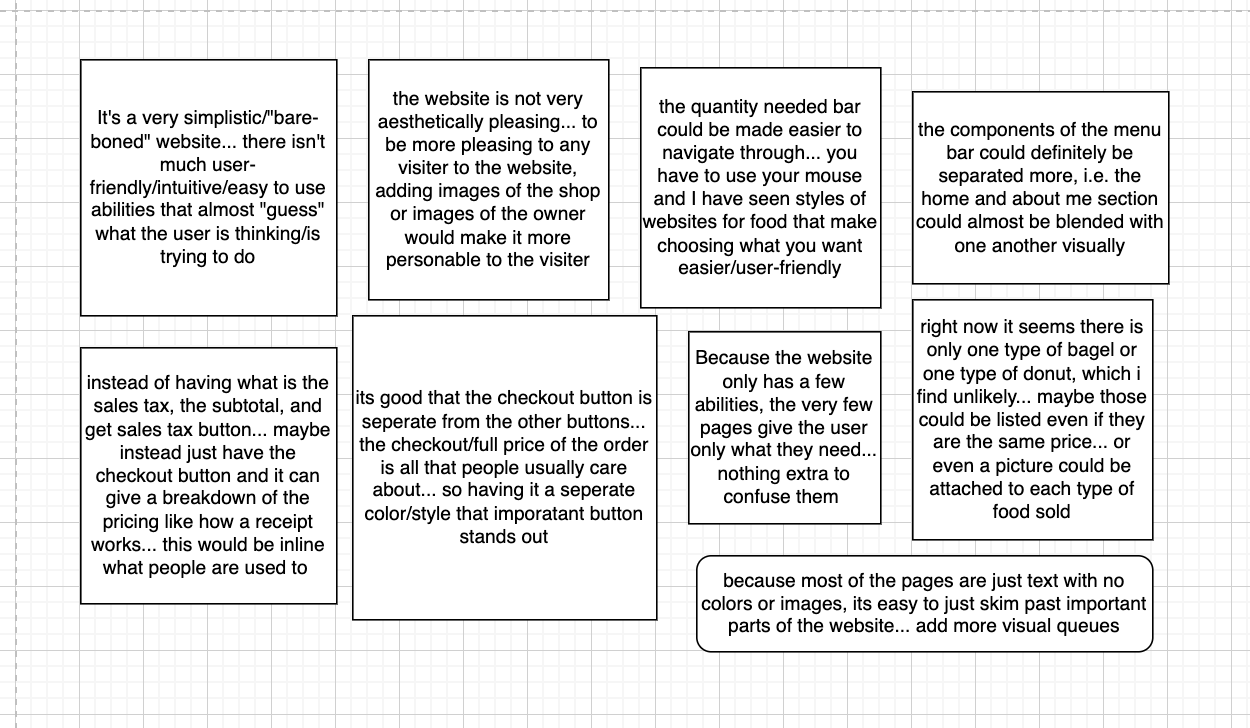 It's a very simplistic/"bare-
boned" website... there isn't
much user-
friendly/intuitive/easy to use
abilities that almost "guess"
what the user is thinking/is
trying to do
the website is not very
aesthetically pleasing... to
be more pleasing to any
visiter to the website,
adding images of the shop
or images of the owner
would make it more
personable to the visiter
the quantity needed bar
could be made easier to
navigate through... you
have to use your mouse
and I have seen styles of
websites for food that make
choosing what you want
easier/user-friendly
the components of the menu
bar could definitely be
separated more, i.e. the
home and about me section
could almost be blended with
one another visually
instead of having what is the
sales tax, the subtotal, and
get sales tax button... maybe
instead just have the
checkout button and it can
give a breakdown of the
pricing like how a receipt
works... this would be inline
what people are used to
its good that the checkout button is
seperate from the other buttons...
the checkout/full price of the order
is all that people usually care
about... so having it a seperate
color/style that imporatant button
stands out
Because the website
only has a few
abilities, the very few
pages give the user
only what they need...
nothing extra to
confuse them
right now it seems there is
only one type of bagel or
one type of donut, which i
find unlikely... maybe those
could be listed even if they
are the same price... or
even a picture could be
attached to each type of
food sold
because most of the pages are just text with no
colors or images, its easy to just skim past important
parts of the website... add more visual queues